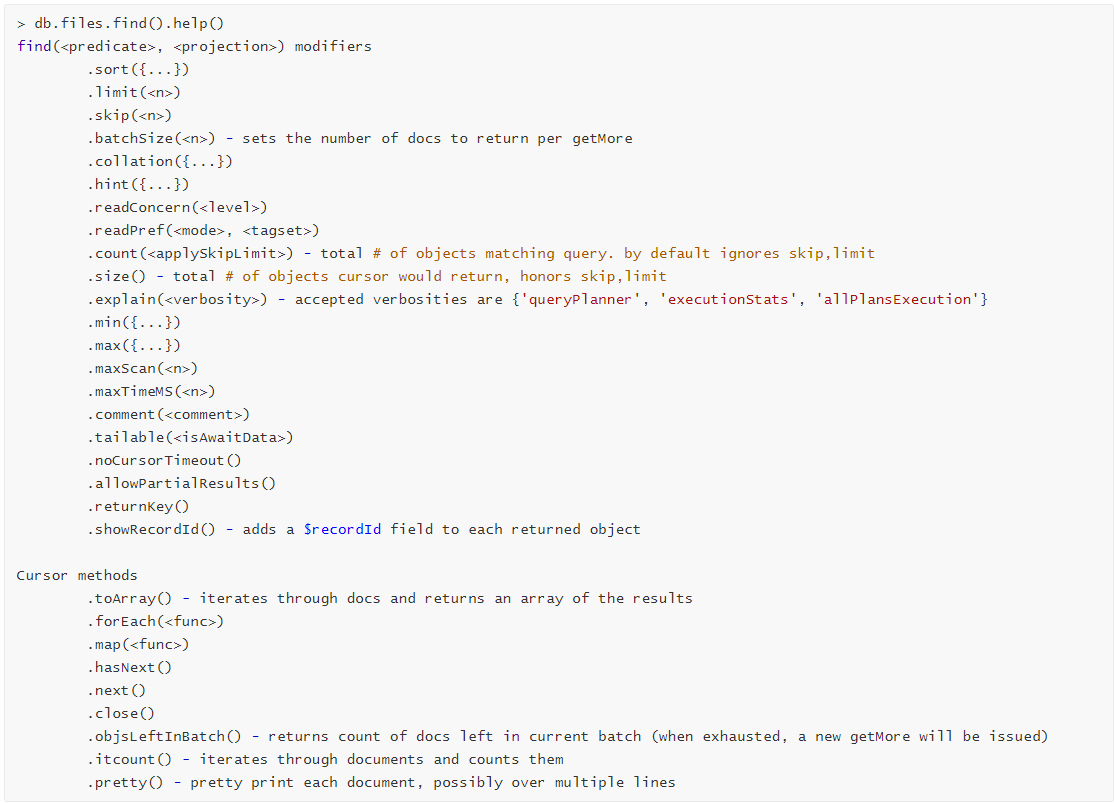 > db.files.find().help()
find(<predicate>, <projection>) modifiers
.sort({...})
.limit(<n>)
.skip(<n>)
.batchSize(<n>) - sets the number of docs to return per getMore
.collation({...})
.hint({...})
.readConcern(<level>)
.readPref(<mode>, <tagset>)
.count(<applySkipLimit>) - total # of objects matching query. by default ignores skip,limit
.size() - total # of objects cursor would return, honors skip,limit
.explain(<verbosity>) - accepted verbosities are {'queryPlanner', 'executionStats', 'allPlansExecution'}
.min({...})
.max({...})
.maxScan(<n>)
.maxTimeMS(<n>)
.comment(<comment>)
.tailable(<isAwaitData>)
.noCursorTimeout()
.allowPartialResults()
.returnKey()
.showRecordId() - adds a $recordId field to each returned object
Cursor methods
.toArray() - iterates through docs and returns an array of the results
.forEach(<func>)
.map(<func>)
.hasNext()
.next()
.close()
.objsLeftInBatch() - returns count of docs left in current batch (when exhausted, a new getMore will be issued)
.itcount() - iterates through documents and counts them
.pretty() - pretty print each document, possibly over multiple lines